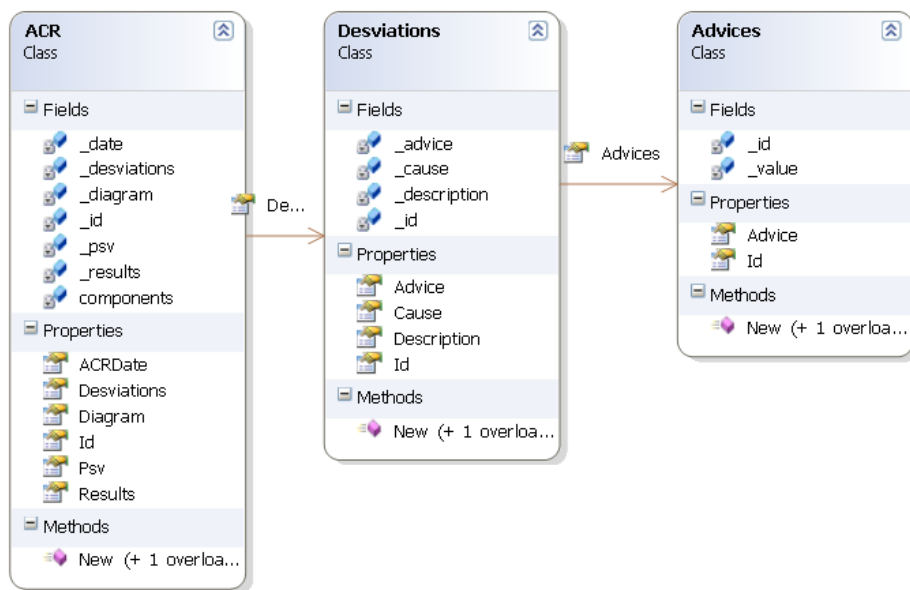 ACR
Class
Fields
_date
_desviations
_diagram
_id
_psv
_results
components
Properties
ACRDate
Desviations
Diagram
Id
Psv
Results
Methods
New (+ 1 overloa...
De...
Desviations
Class
Fields
_advice
_cause
_description
_id
Properties
Advice
Cause
Description
Id
Methods
New (+ 1 overloa...
Advices
Advices
Class
Fields
_id
_value
Properties
Advice
Id
Methods
New (+ 1 overloa...